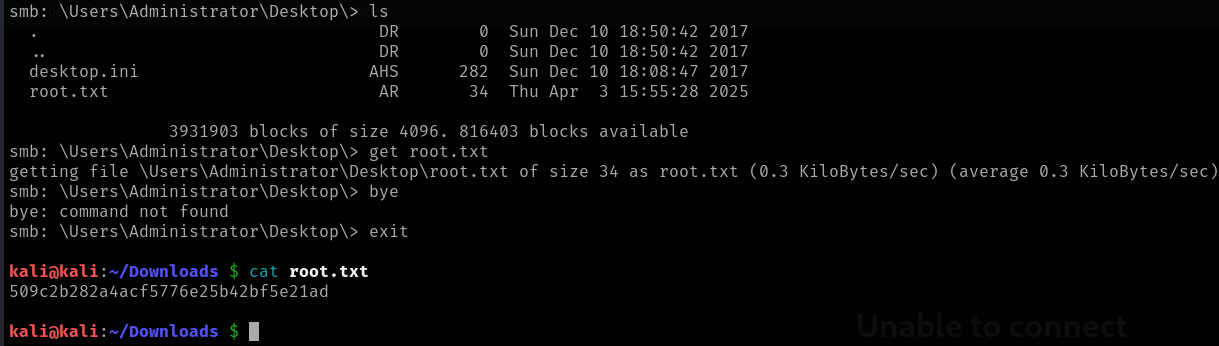 smb: \Users\Administrator\Desktop\> ls
  .                                  DR        0  Sun Dec 10 18:50:42 2017
  ..                                 DR        0  Sun Dec 10 18:50:42 2017
  desktop.ini                       AHS      282  Sun Dec 10 18:08:47 2017
  root.txt                           AR       34  Thu Apr  3 15:55:28 2025
                3931903 blocks of size 4096. 816403 blocks available
smb: \Users\Administrator\Desktop\> get root.txt
getting file \Users\Administrator\Desktop\root.txt of size 34 as root.txt (0.3 KiloBytes/sec) (average 0.3 KiloBytes/sec)
smb: \Users\Administrator\Desktop\> bye
bye: command not found
smb: \Users\Administrator\Desktop\> exit
kali@kali:~/Downloads $ cat root.txt
509c2b282a4acf5776e25b42bf5e21ad
kali@kali:~/Downloads $
Unable to connect